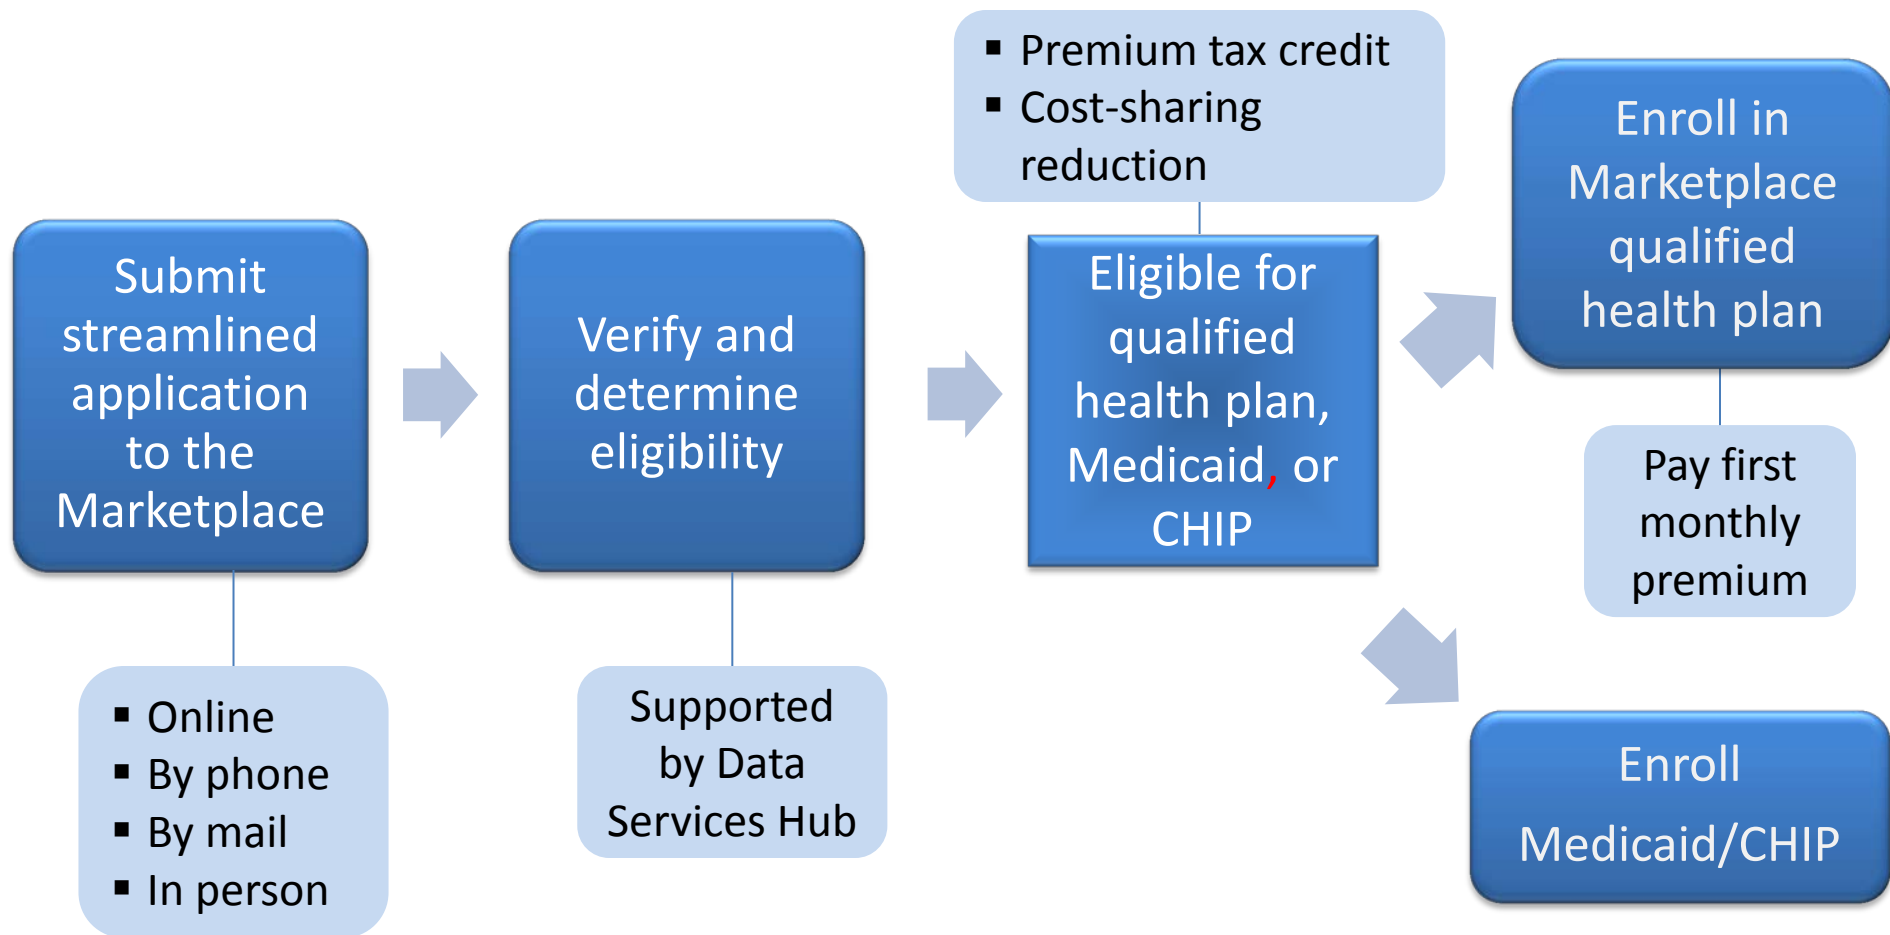 Submit
streamlined
application
to the
Marketplace
▪ Online
▪ By phone
▪ By mail
▪ In person
Verify and
determine
eligibility
Supported
by Data
Services Hub
▪ Premium tax credit
▪ Cost-sharing
reduction
Eligible for
qualified
health plan,
Medicaid, or
CHIP
Enroll in
Marketplace
qualified
health plan
Pay first
monthly
premium
Enroll
Medicaid/CHIP